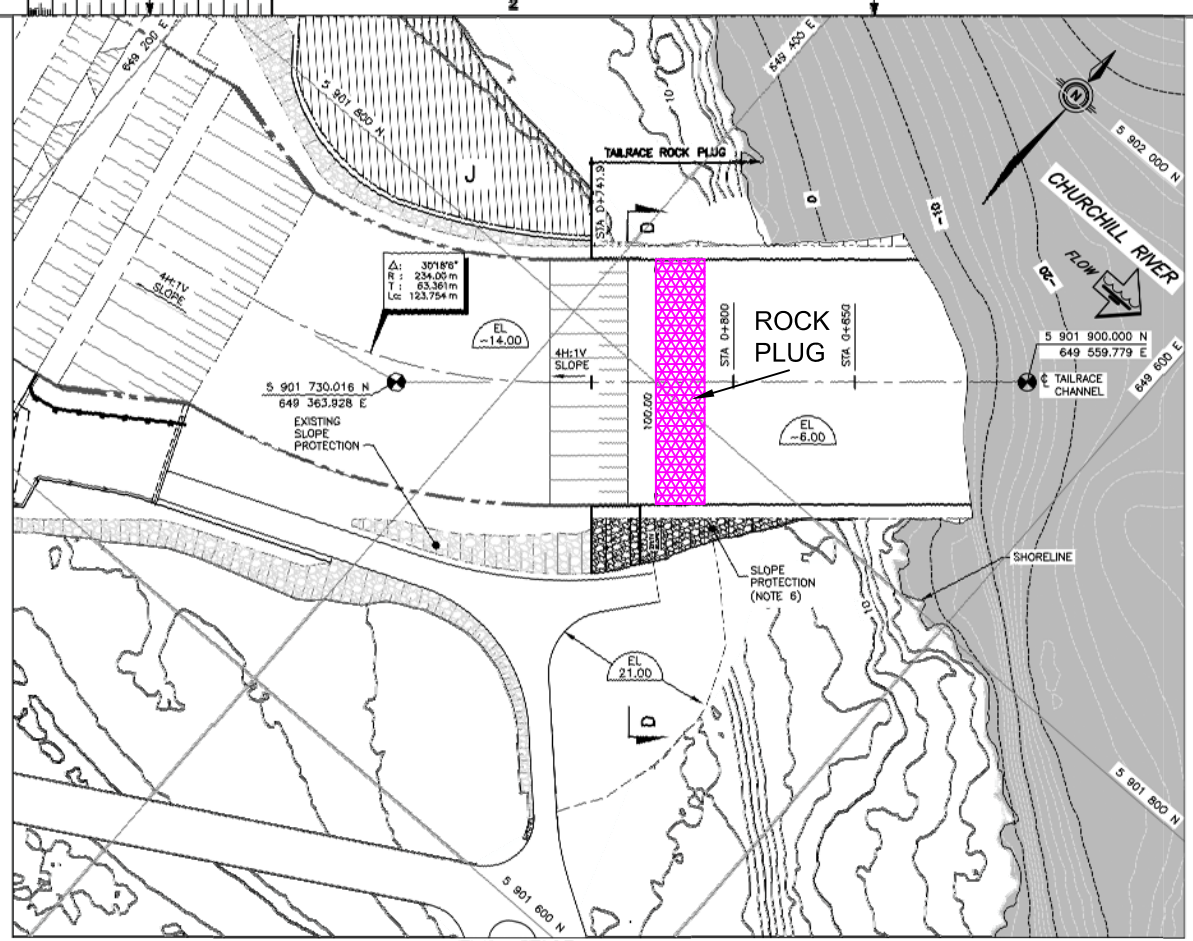 2
649 200 E
649 400 E
5 901 800 N
10
TAILRACE ROCK PLUG
J
STA 0+741.9
D
0
-10
-20
N
5 902 000 N
CHURCHILL RIVER
FLOW
4H:1V
SLOPE
Δ: 30°18'6"
R : 234.00 m
T : 63.361 m
Lc: 123.754 m
EL
~14.00
4H:1V
SLOPE
STA 0+800
ROCK
PLUG
STA 0+850
5 901 900.000 N
649 559.779 E
649 600 E
℄ TAILRACE
CHANNEL
5 901 730.016 N
649 363.928 E
100.00
EL
~6.00
EXISTING
SLOPE
PROTECTION
SHORELINE
SLOPE
PROTECTION
(NOTE 6)
10
EL
21.00
D
5 901 800 N
5 901 600 N